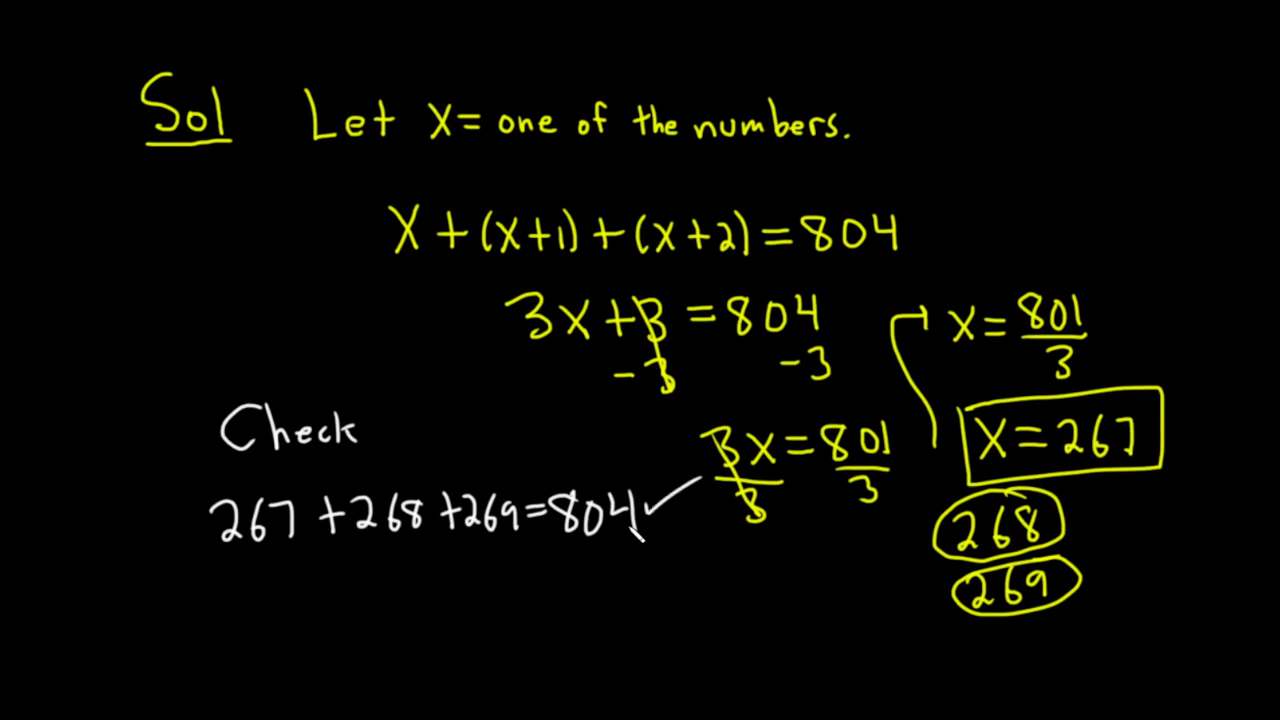 Sol Let X = one of the numbers.
X + (x+1) + (x+2) = 804
3x + 3 = 804
-3 -3
3x = 801
3 3
x = 801
3
X = 267
268
269
Check
267 + 268 + 269 = 804 ✓